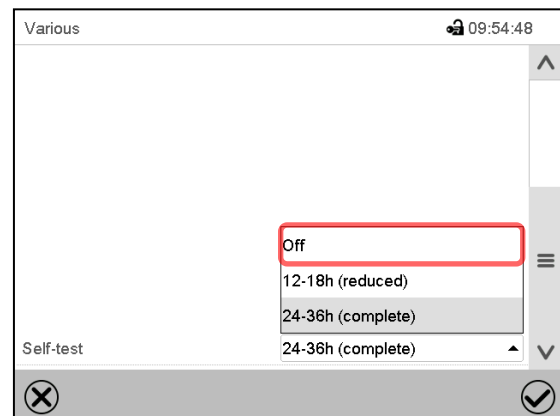 Various 09:54:48
Off
12-18h (reduced)
24-36h (complete)
Self-test 24-36h (complete)